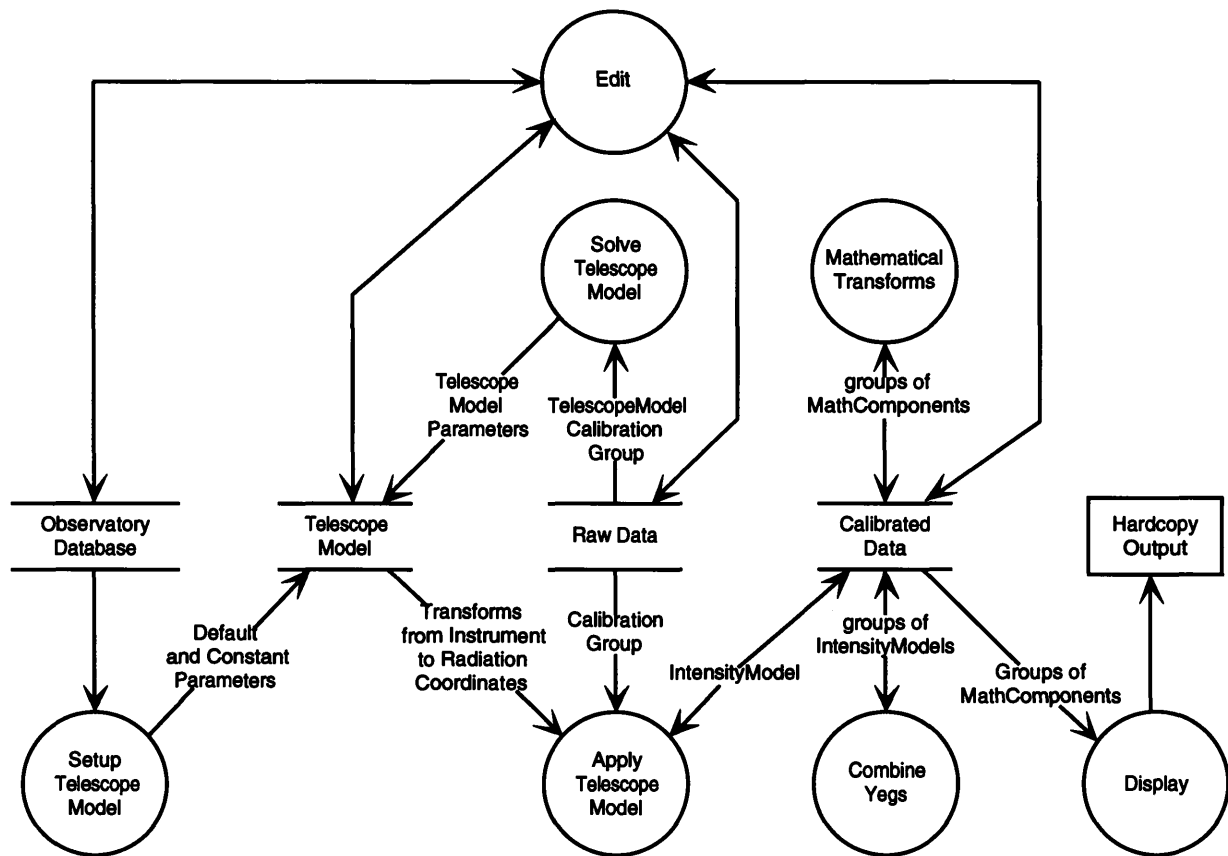 Edit
Solve
Telescope
Model
Mathematical
Transforms
Telescope
Model
Parameters
TelescopeModel
Calibration
Group
groups of
MathComponents
Observatory
Database
Telescope
Model
Raw Data
Calibrated
Data
Hardcopy
Output
Default
and Constant
Parameters
Transforms
from Instrument
to Radiation
Coordinates
Calibration
Group
IntensityModel
groups of
IntensityModels
Groups of
MathComponents
Setup
Telescope
Model
Apply
Telescope
Model
Combine
Yegs
Display